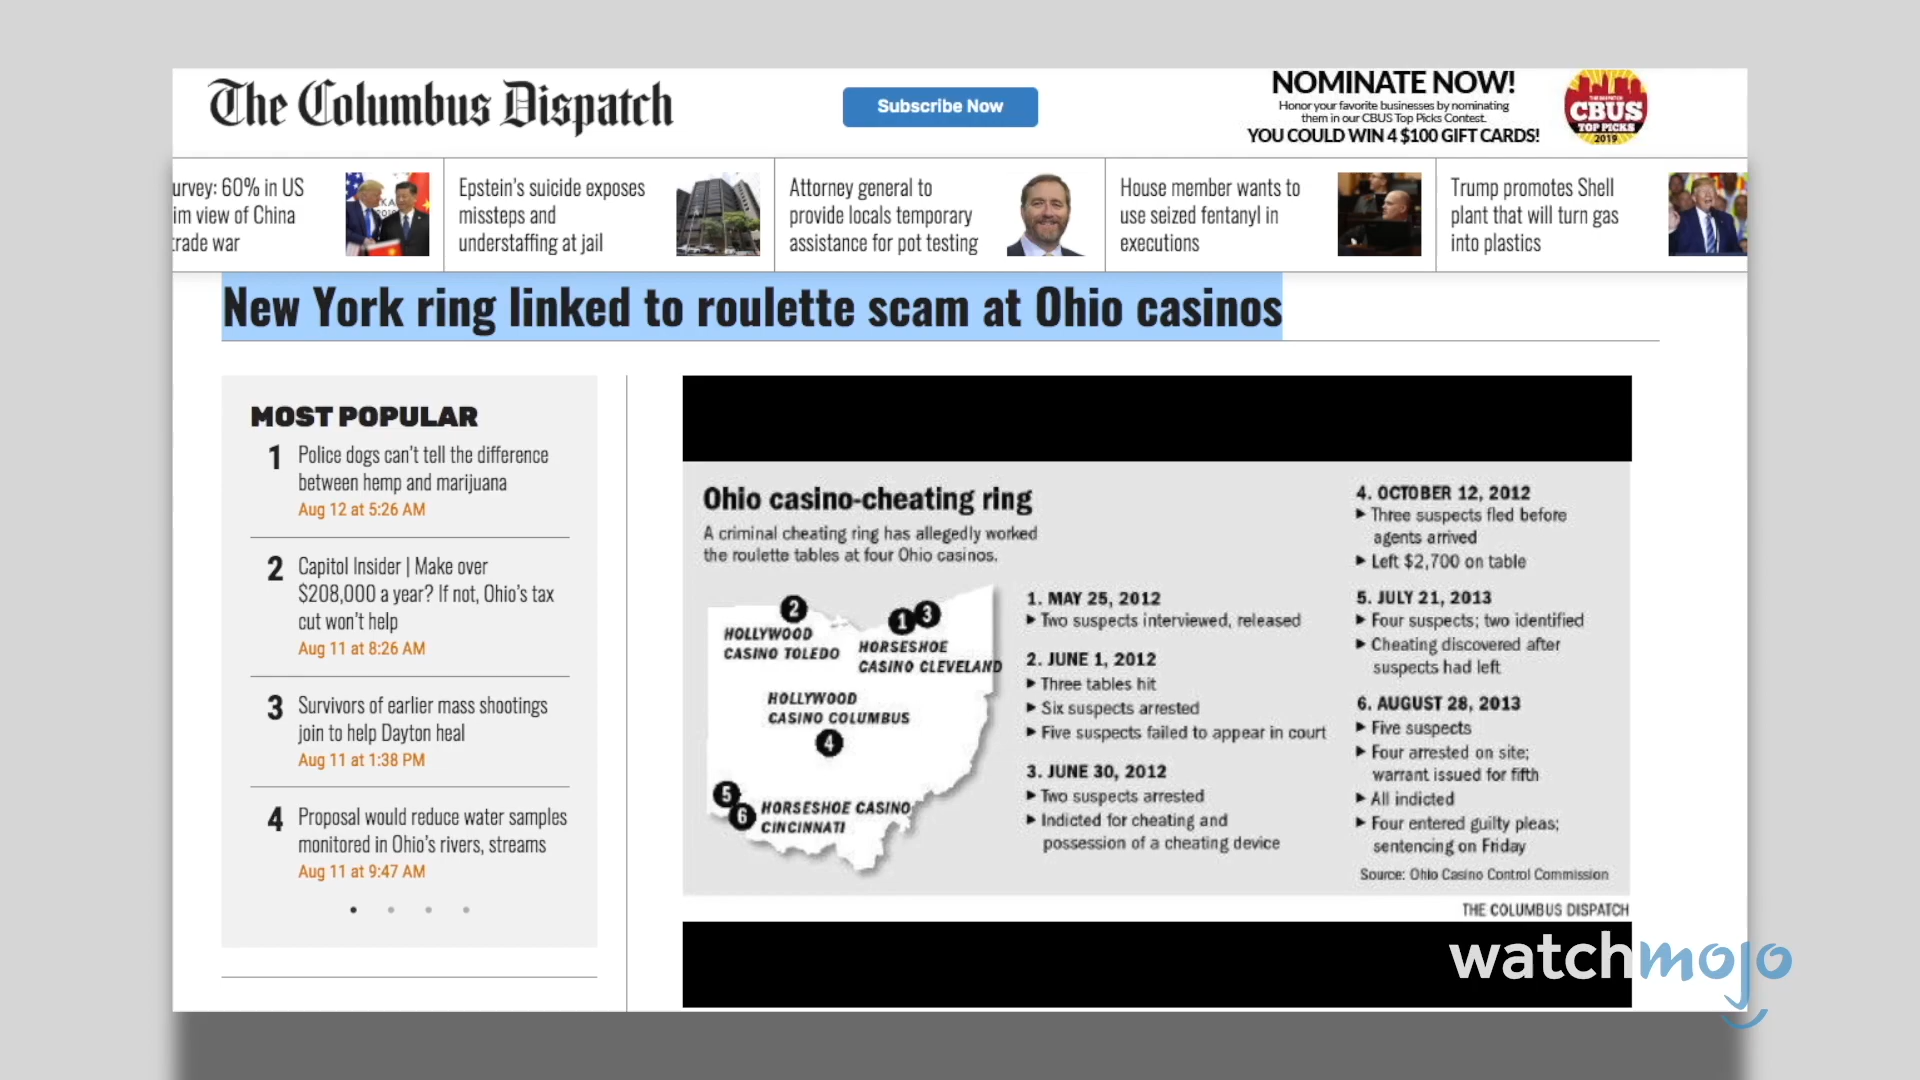 The Columbus Dispatch
Subscribe Now
NOMINATE NOW!
Honor your favorite businesses by nominating
them in our CBUS Top Picks Contest.
YOU COULD WIN 4 $100 GIFT CARDS!
THE DISPATCH
CBUS
TOP PICKS
2019
urvey: 60% in US
im view of China
trade war
Epstein's suicide exposes
missteps and
understaffing at jail
Attorney general to
provide locals temporary
assistance for pot testing
House member wants to
use seized fentanyl in
executions
Trump promotes Shell
plant that will turn gas
into plastics
New York ring linked to roulette scam at Ohio casinos
MOST POPULAR
1 Police dogs can't tell the difference
between hemp and marijuana
Aug 12 at 5:26 AM
2 Capitol Insider | Make over
$208,000 a year? If not, Ohio's tax
cut won't help
Aug 11 at 8:26 AM
3 Survivors of earlier mass shootings
join to help Dayton heal
Aug 11 at 1:38 PM
4 Proposal would reduce water samples
monitored in Ohio's rivers, streams
Aug 11 at 9:47 AM
Ohio casino-cheating ring
A criminal cheating ring has allegedly worked
the roulette tables at four Ohio casinos.
2
HOLLYWOOD
CASINO TOLEDO
1 3
HORSESHOE
CASINO CLEVELAND
HOLLYWOOD
CASINO COLUMBUS
4
5
6
HORSESHOE CASINO
CINCINNATI
1. MAY 25, 2012
Two suspects interviewed, released
2. JUNE 1, 2012
Three tables hit
Six suspects arrested
Five suspects failed to appear in court
3. JUNE 30, 2012
Two suspects arrested
Indicted for cheating and
possession of a cheating device
4. OCTOBER 12, 2012
Three suspects fled before
agents arrived
Left $2,700 on table
5. JULY 21, 2013
Four suspects; two identified
Cheating discovered after
suspects had left
6. AUGUST 28, 2013
Five suspects
Four arrested on site;
warrant issued for fifth
All indicted
Four entered guilty pleas;
sentencing on Friday
Source: Ohio Casino Control Commission
THE COLUMBUS DISPATCH
watchmojo